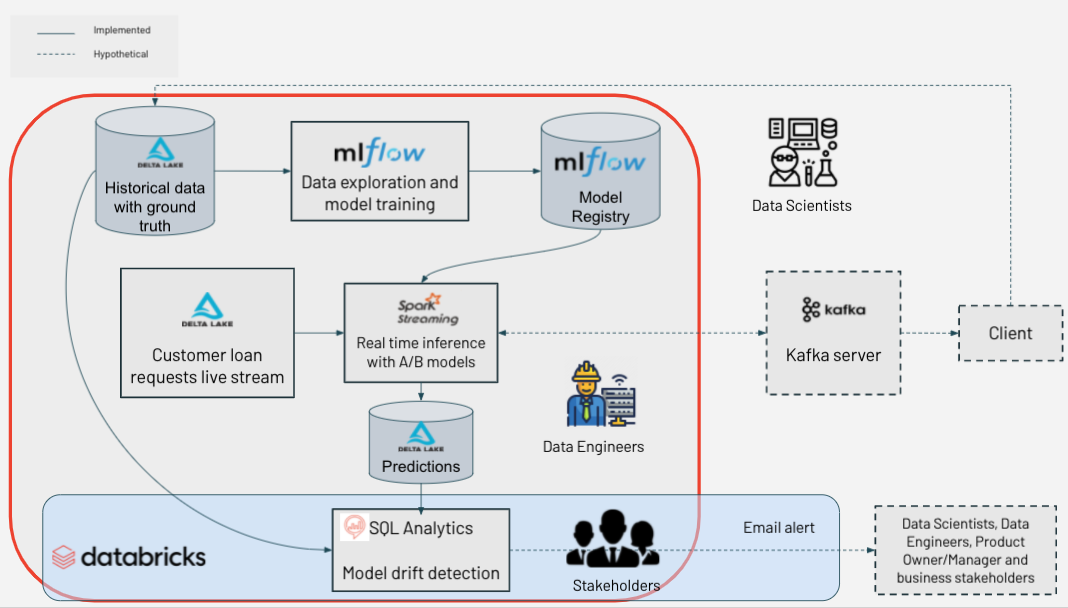 Implemented
Hypothetical
DELTA LAKE
Historical data
with ground
truth
mlflow
Data exploration and
model training
mlflow
Model
Registry
Data Scientists
DELTA LAKE
Customer loan
requests live stream
Spark
Streaming
Real time inference
with A/B models
kafka
Kafka server
Client
DELTA LAKE
Predictions
Data Engineers
databricks
SQL Analytics
Model drift detection
Stakeholders
Email alert
Data Scientists, Data
Engineers, Product
Owner/Manager and
business stakeholders